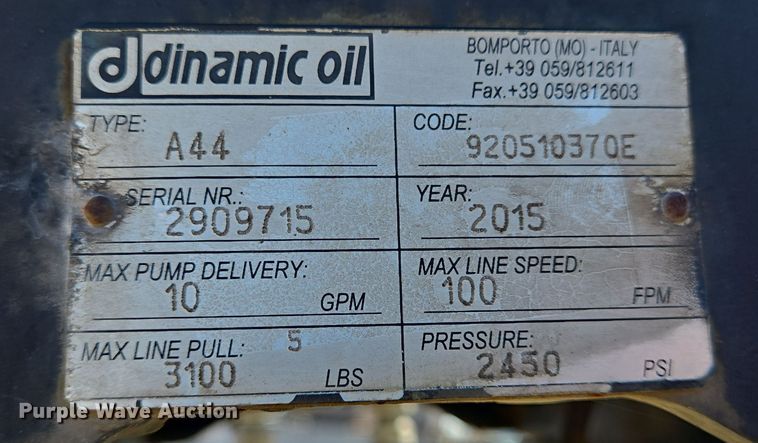 d dinamic oil
BOMPORTO (MO) - ITALY
Tel.+39 059/812611
Fax.+39 059/812603
TYPE: A44
CODE: 920510370E
SERIAL NR.: 2909715
YEAR: 2015
MAX PUMP DELIVERY: 10 GPM
MAX LINE SPEED: 100 FPM
MAX LINE PULL: 5 3100 LBS
PRESSURE: 2450 PSI
Purple Wave Auction